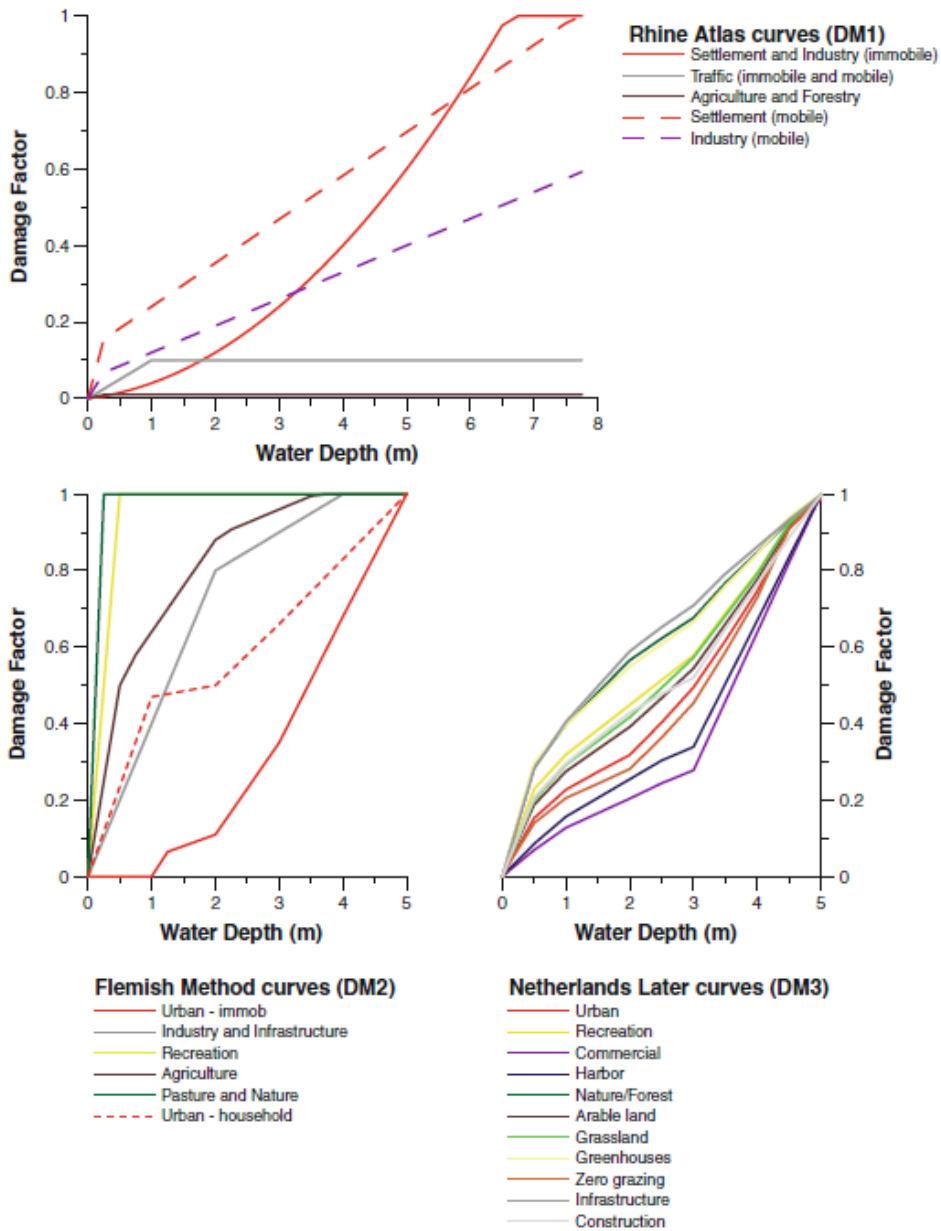 Rhine Atlas curves (DM1)
Settlement and Industry (immobile)
Traffic (immobile and mobile)
Agriculture and Forestry
Settlement (mobile)
Industry (mobile)
Damage Factor
1
0.8
0.6
0.4
0.2
0
0 1 2 3 4 5 6 7 8
Water Depth (m)
Damage Factor
1
0.8
0.6
0.4
0.2
0
0 1 2 3 4 5
Water Depth (m)
1
0.8
0.6
0.4
0.2
0
Damage Factor
0 1 2 3 4 5
Water Depth (m)
Flemish Method curves (DM2)
Urban - immob
Industry and Infrastructure
Recreation
Agriculture
Pasture and Nature
Urban - household
Netherlands Later curves (DM3)
Urban
Recreation
Commercial
Harbor
Nature/Forest
Arable land
Grassland
Greenhouses
Zero grazing
Infrastructure
Construction